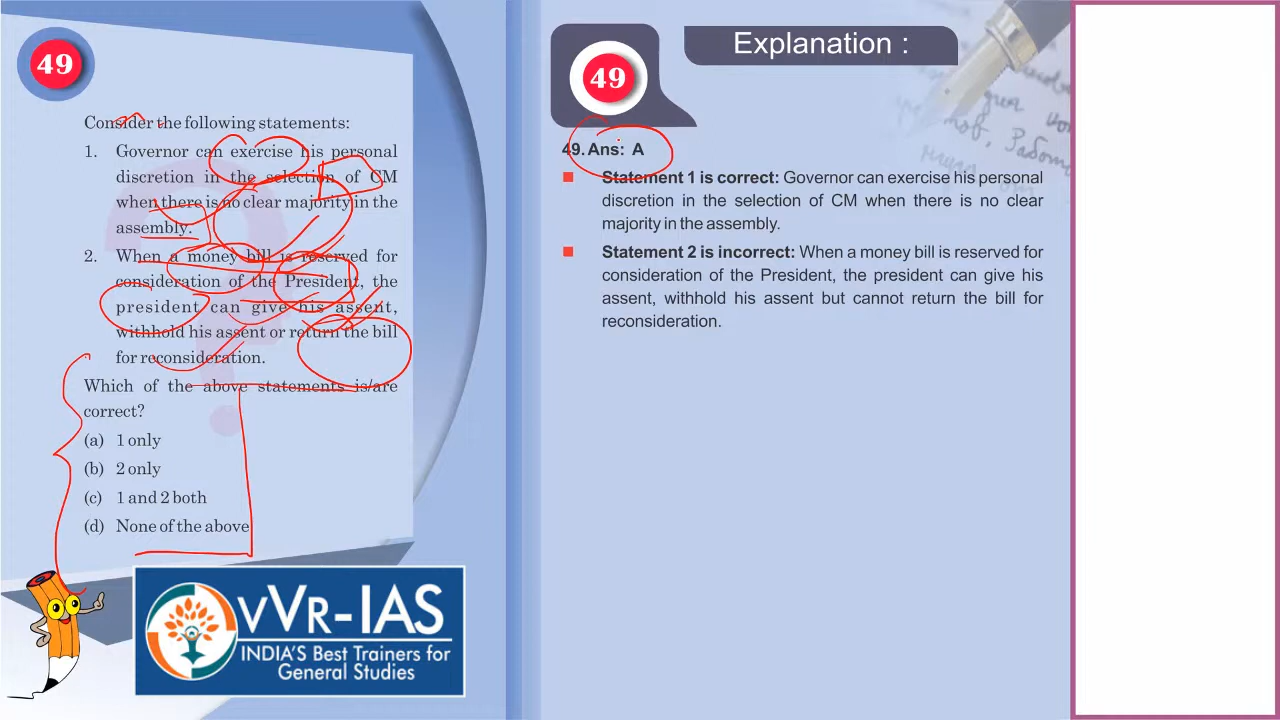 49
Consider the following statements:
1. Governor can exercise his personal
discretion in the selection of CM
when there is no clear majority in the
assembly.
2. When a money bill is reserved for
consideration of the President, the
president can give his assent,
withhold his assent or return the bill
for reconsideration.
Which of the above statements is/are
correct?
(a) 1 only
(b) 2 only
(c) 1 and 2 both
(d) None of the above
vVr-IAS
INDIA'S Best Trainers for
General Studies
Explanation :
49
49. Ans: A
Statement 1 is correct: Governor can exercise his personal
discretion in the selection of CM when there is no clear
majority in the assembly.
Statement 2 is incorrect: When a money bill is reserved for
consideration of the President, the president can give his
assent, withhold his assent but cannot return the bill for
reconsideration.